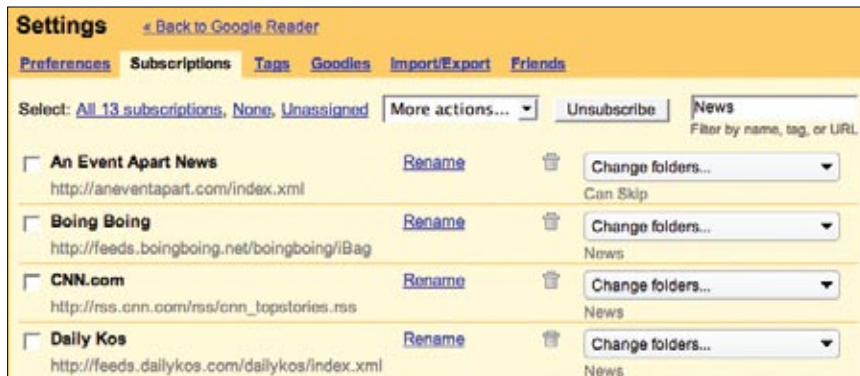 Settings « Back to Google Reader
Preferences Subscriptions Tags Goodies Import/Export Friends
Select: All 13 subscriptions, None, Unassigned More actions... Unsubscribe News
Filter by name, tag, or URL
An Event Apart News Rename Change folders...
http://aneventapart.com/index.xml Can Skip
Boing Boing Rename Change folders...
http://feeds.boingboing.net/boingboing/iBag News
CNN.com Rename Change folders...
http://rss.cnn.com/rss/cnn_topstories.rss News
Daily Kos Rename Change folders...
http://feeds.dailykos.com/dailykos/index.xml News